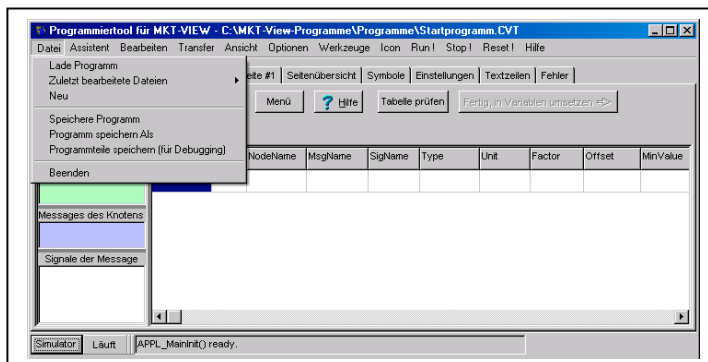 Programmiertool für MKT-VIEW - C:\MKT-View-Programme\Programme\Startprogramm.CVT
Datei Assistent Bearbeiten Transfer Ansicht Optionen Werkzeuge Icon Run! Stop! Reset! Hilfe
Lade Programm
Zuletzt bearbeitete Dateien
Neu
Speichere Programm
Programm speichern Als
Programmteile speichern (für Debugging)
Beenden
eite #1 Seitenübersicht Symbole Einstellungen Textzeilen Fehler
Menü ? Hilfe Tabelle prüfen Fertig, in Variablen umsetzen =>
NodeName MsgName SigName Type Unit Factor Offset MinValue
Messages des Knotens
Signale der Message
Simulator Läuft APPL_MainInit() ready.